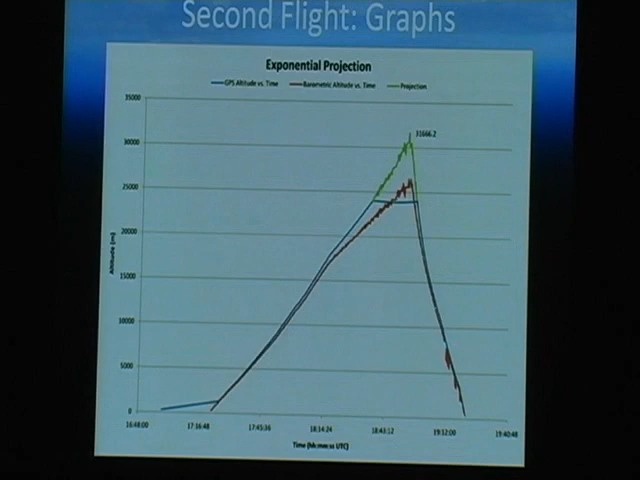 Second Flight: Graphs
Exponential Projection
GPS Altitude vs. Time Barometric Altitude vs. Time Projection
35000
31666.2
30000
25000
20000
15000
10000
5000
0
Altitude (m)
16:48:00 17:16:48 17:45:36 18:14:24 18:43:12 19:12:00 19:40:48
Time (hh:mm:ss UTC)